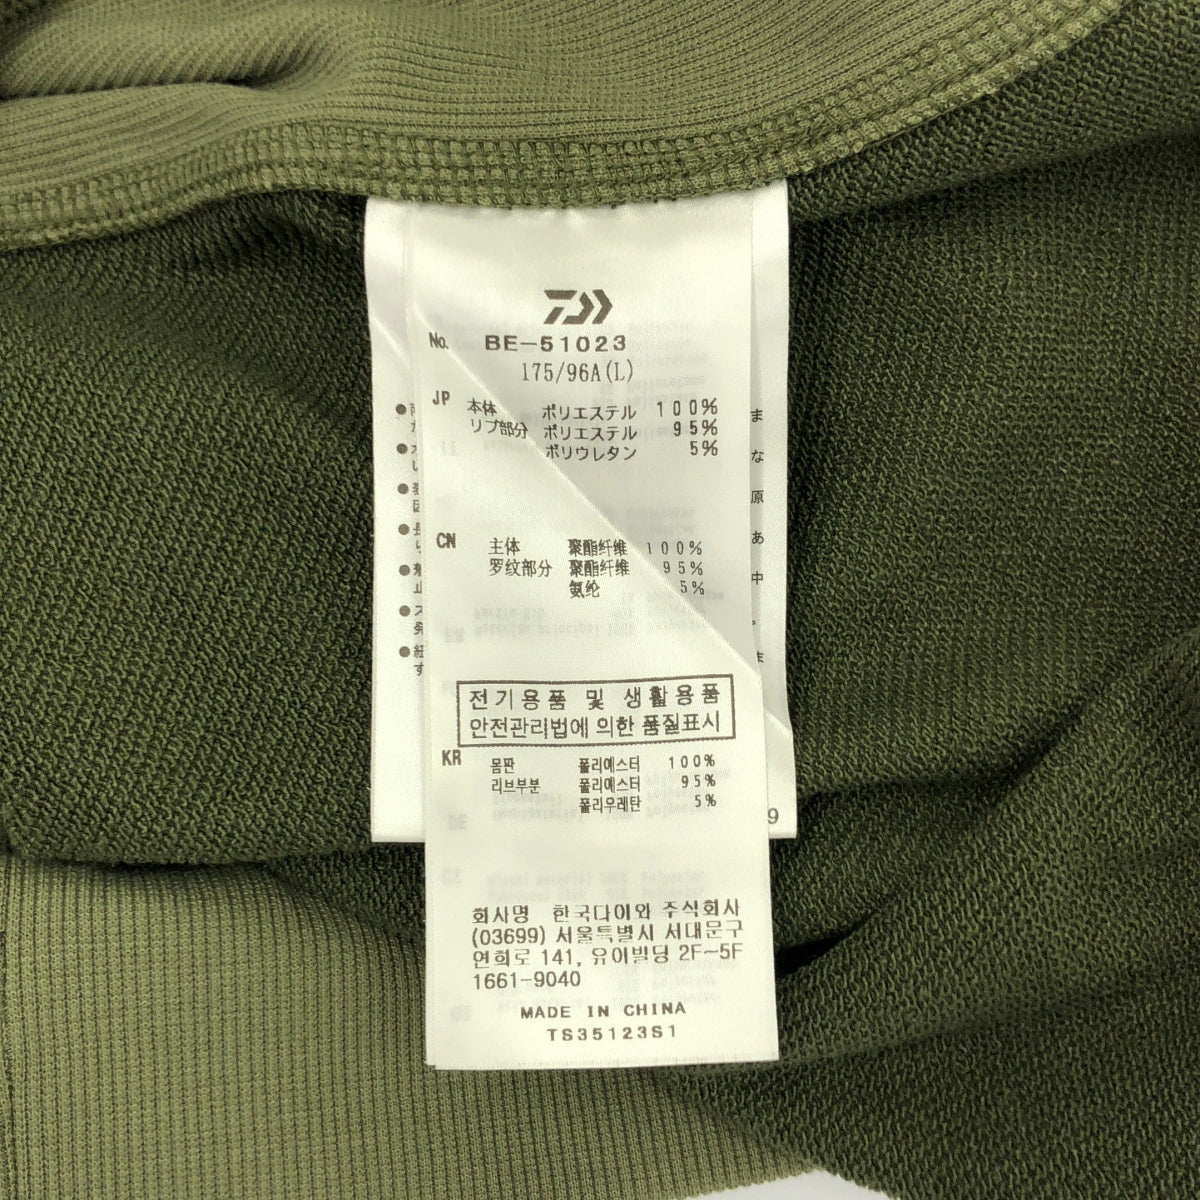 No. BE-51023
175/96A(L)
JP 本体 ポリエステル 100%
リブ部分 ポリエステル 95%
ポリウレタン 5%
CN 主体 聚酯纤维 100%
罗纹部分 聚酯纤维 95%
氨纶 5%
전기용품 및 생활용품
안전관리법에 의한 품질표시
KR 몸판 폴리에스터 100%
리브부분 폴리에스터 95%
폴리우레탄 5%
회사명 한국다이와 주식회사
(03699) 서울특별시 서대문구
연희로 141, 유이빌딩 2F-5F
1661-9040
MADE IN CHINA
TS35123S1